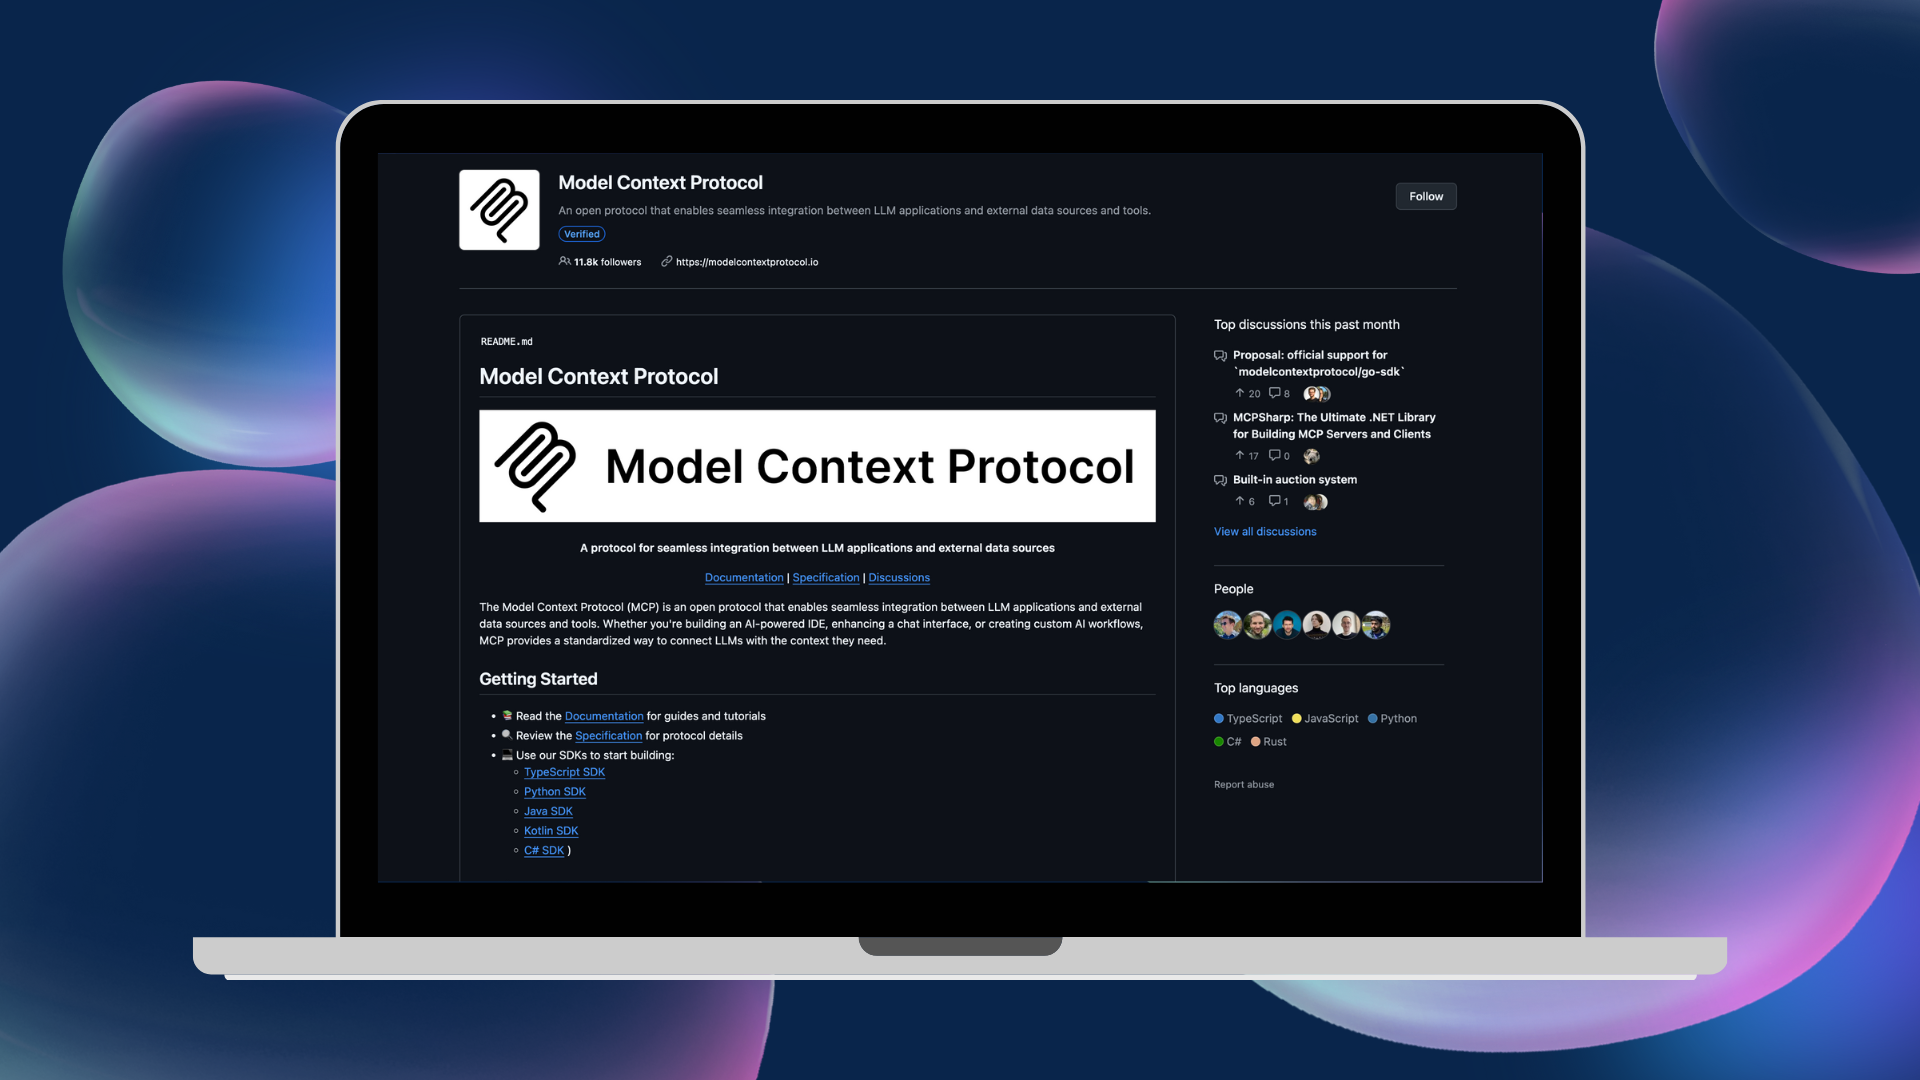 Model Context Protocol
An open protocol that enables seamless integration between LLM applications and external data sources and tools.
Verified
11.8k followers https://modelcontextprotocol.io
Follow
README.md
Model Context Protocol
Model Context Protocol
A protocol for seamless integration between LLM applications and external data sources
Documentation | Specification | Discussions
The Model Context Protocol (MCP) is an open protocol that enables seamless integration between LLM applications and external
data sources and tools. Whether you're building an AI-powered IDE, enhancing a chat interface, or creating custom AI workflows,
MCP provides a standardized way to connect LLMs with the context they need.
Getting Started
• 📚 Read the Documentation for guides and tutorials
• 🔍 Review the Specification for protocol details
• 💻 Use our SDKs to start building:
◦ TypeScript SDK
◦ Python SDK
◦ Java SDK
◦ Kotlin SDK
◦ C# SDK )
Top discussions this past month
Proposal: official support for
`modelcontextprotocol/go-sdk`
↑ 20 8
MCPSharp: The Ultimate .NET Library
for Building MCP Servers and Clients
↑ 17 0
Built-in auction system
↑ 6 1
View all discussions
People
Top languages
TypeScript JavaScript Python
C# Rust
Report abuse